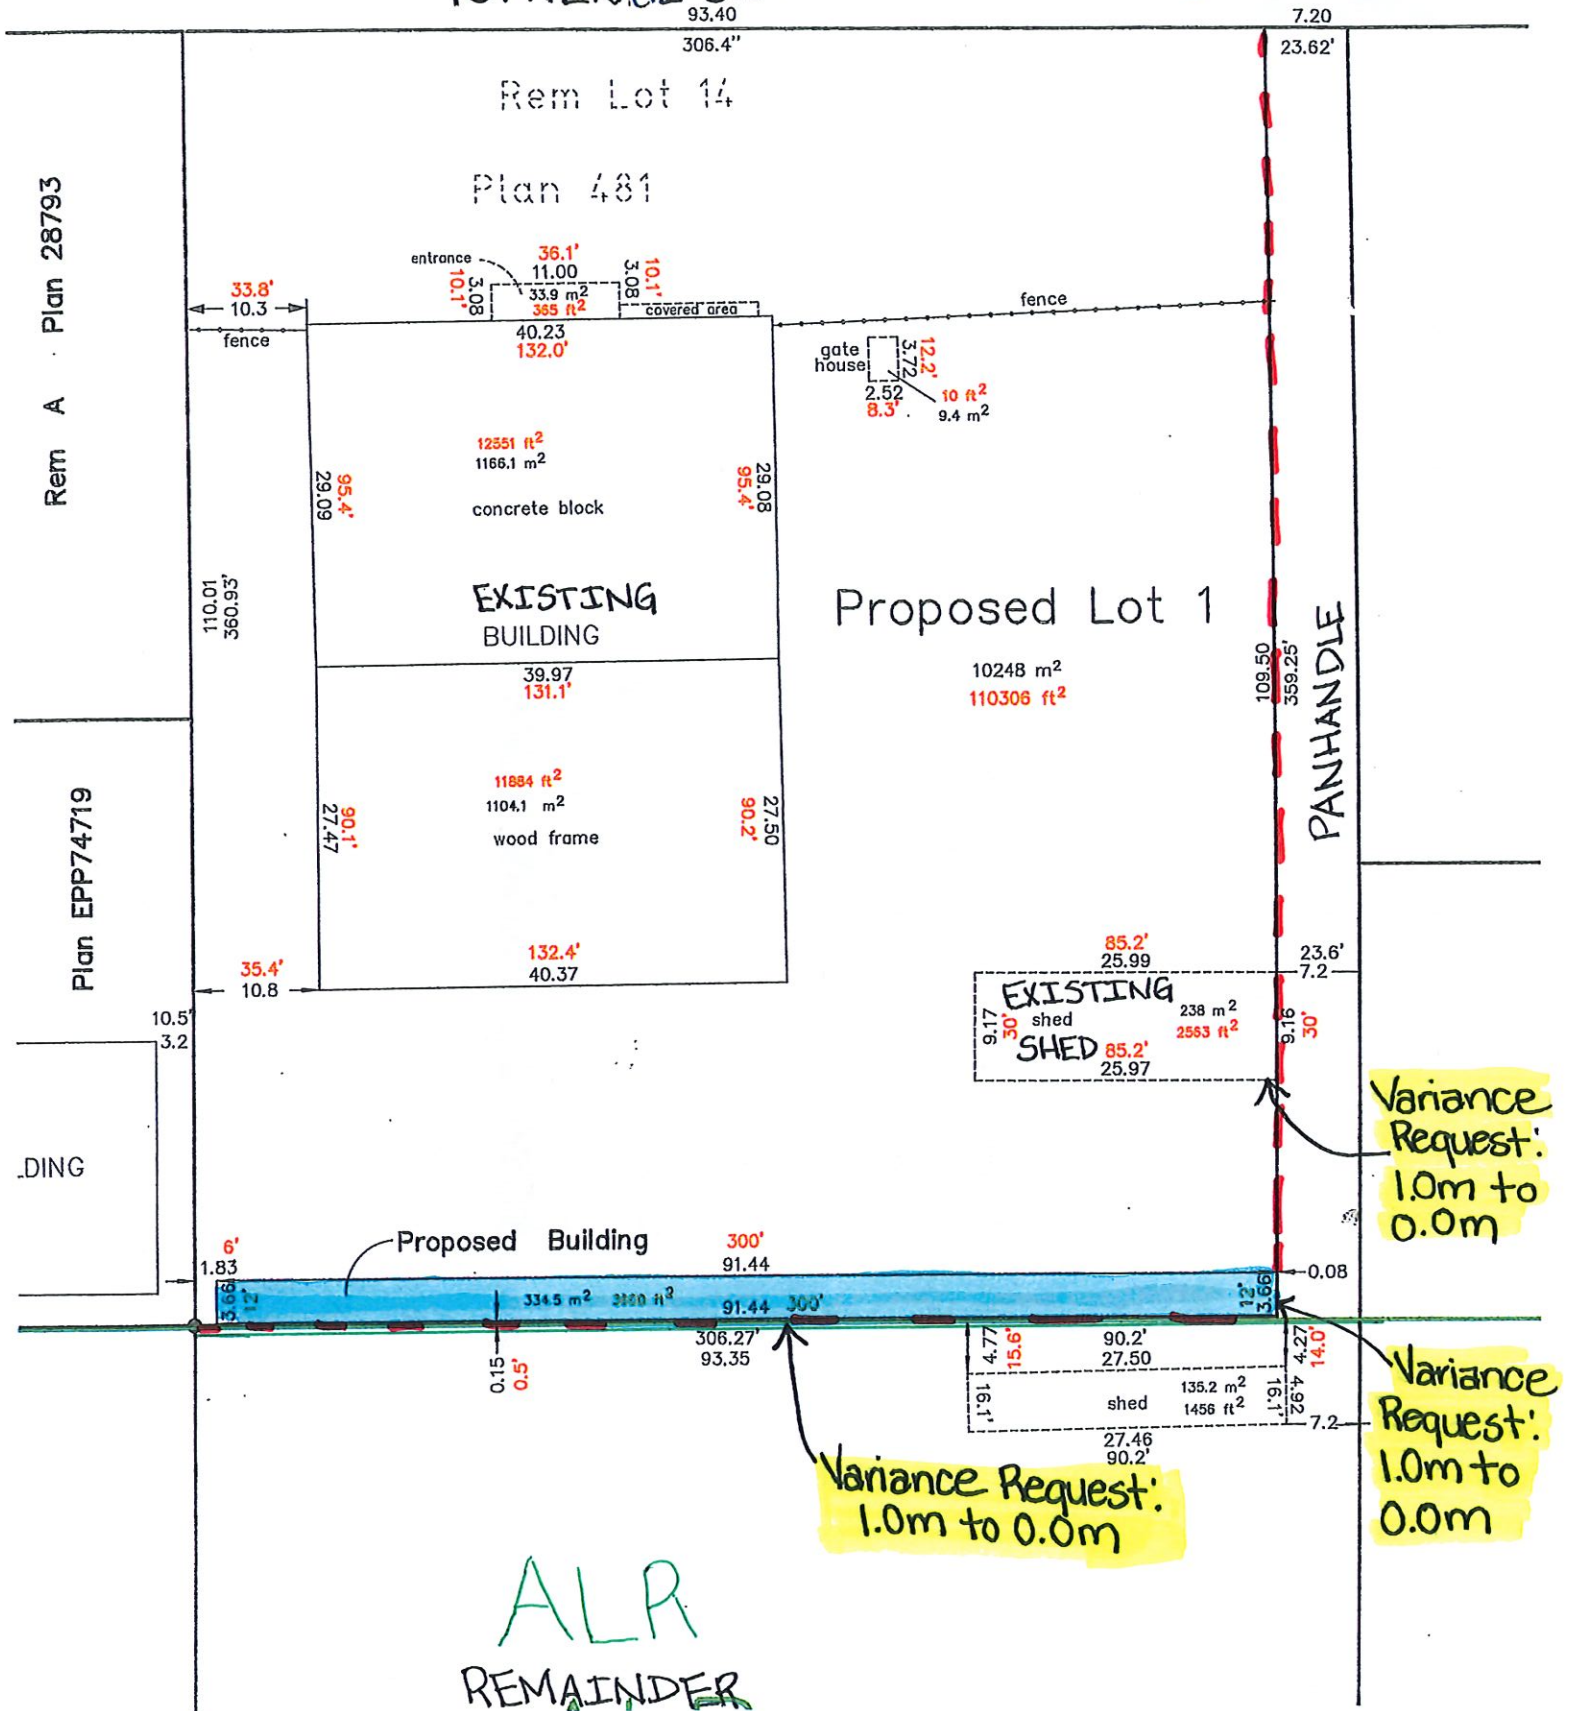 93.40
306.4"
7.20
23.62'
Rem Lot 14
Plan 481
Rem A Plan 28793
entrance
36.1'
11.00
3.08
10.1'
3.08
10.1'
33.9 m²
365 ft²
covered area
33.8'
10.3
fence
40.23
132.0'
fence
gate
house
3.72
12.2'
2.52
8.3'
10 ft²
9.4 m²
12551 ft²
1166.1 m²
concrete block
29.09
95.4'
29.08
95.4'
EXISTING
BUILDING
110.01
360.93'
Proposed Lot 1
10248 m²
110306 ft²
109.50
359.25'
PANHANDLE
39.97
131.1'
11884 ft²
1104.1 m²
wood frame
27.47
90.1'
27.50
90.2'
Plan EPP74719
132.4'
40.37
35.4'
10.8
10.5'
3.2
85.2'
25.99
23.6'
7.2
EXISTING
shed
SHED
238 m²
2563 ft²
9.17
30'
9.16
30'
85.2'
25.97
Variance
Request:
1.0m to
0.0m
.DING
Proposed Building
6'
1.83
300'
91.44
0.08
3.66
12'
334.5 m²
91.44 300'
12'
3.66
306.27'
93.35
0.15
0.5'
4.77
15.6'
90.2'
27.50
4.27
14.0'
16.1'
shed
135.2 m²
1456 ft²
16.1'
4.92
7.2
27.46
90.2'
Variance
Request:
1.0m to
0.0m
Variance Request:
1.0m to 0.0m
ALR
REMAINDER